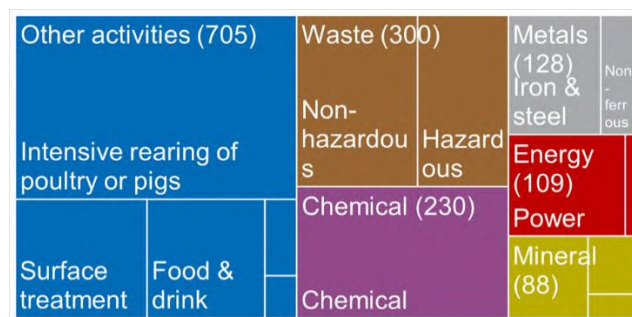 Other activities (705)
Intensive rearing of
poultry or pigs
Surface
treatment
Food &
drink
Waste (300)
Non-
hazardou
s
Hazard
ous
Chemical (230)
Chemical
Metals
(128)
Iron &
steel
Non
-
ferr
ous
Energy
(109)
Power
Mineral
(88)